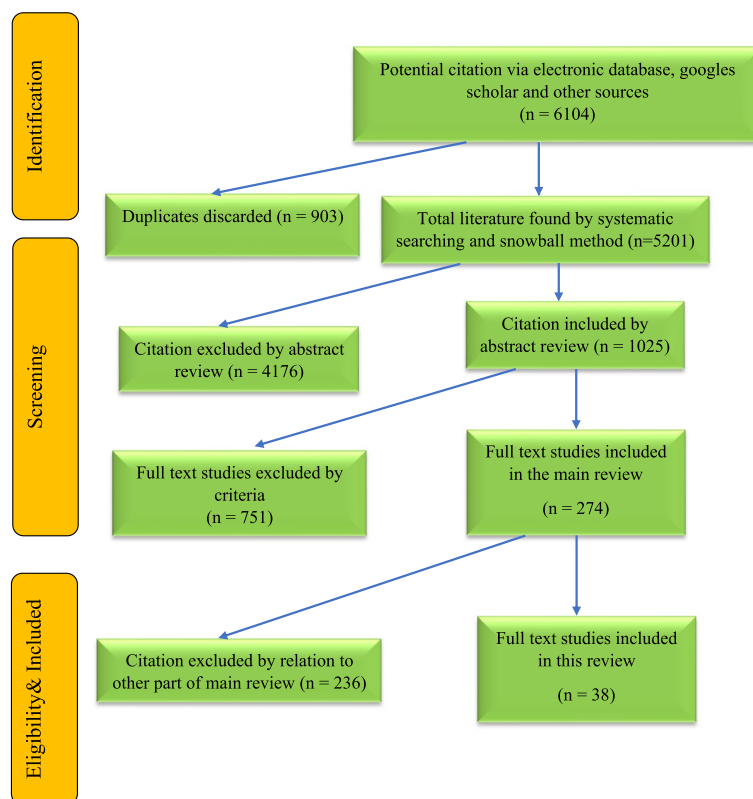 Identification
Potential citation via electronic database, googles
scholar and other sources
(n = 6104)
Duplicates discarded (n = 903)
Total literature found by systematic
searching and snowball method (n=5201)
Screening
Citation excluded by abstract
review (n = 4176)
Citation included by
abstract review (n = 1025)
Full text studies excluded by
criteria
(n = 751)
Full text studies included
in the main review
(n = 274)
Eligibility& Included
Citation excluded by relation to
other part of main review (n = 236)
Full text studies included
in this review
(n = 38)